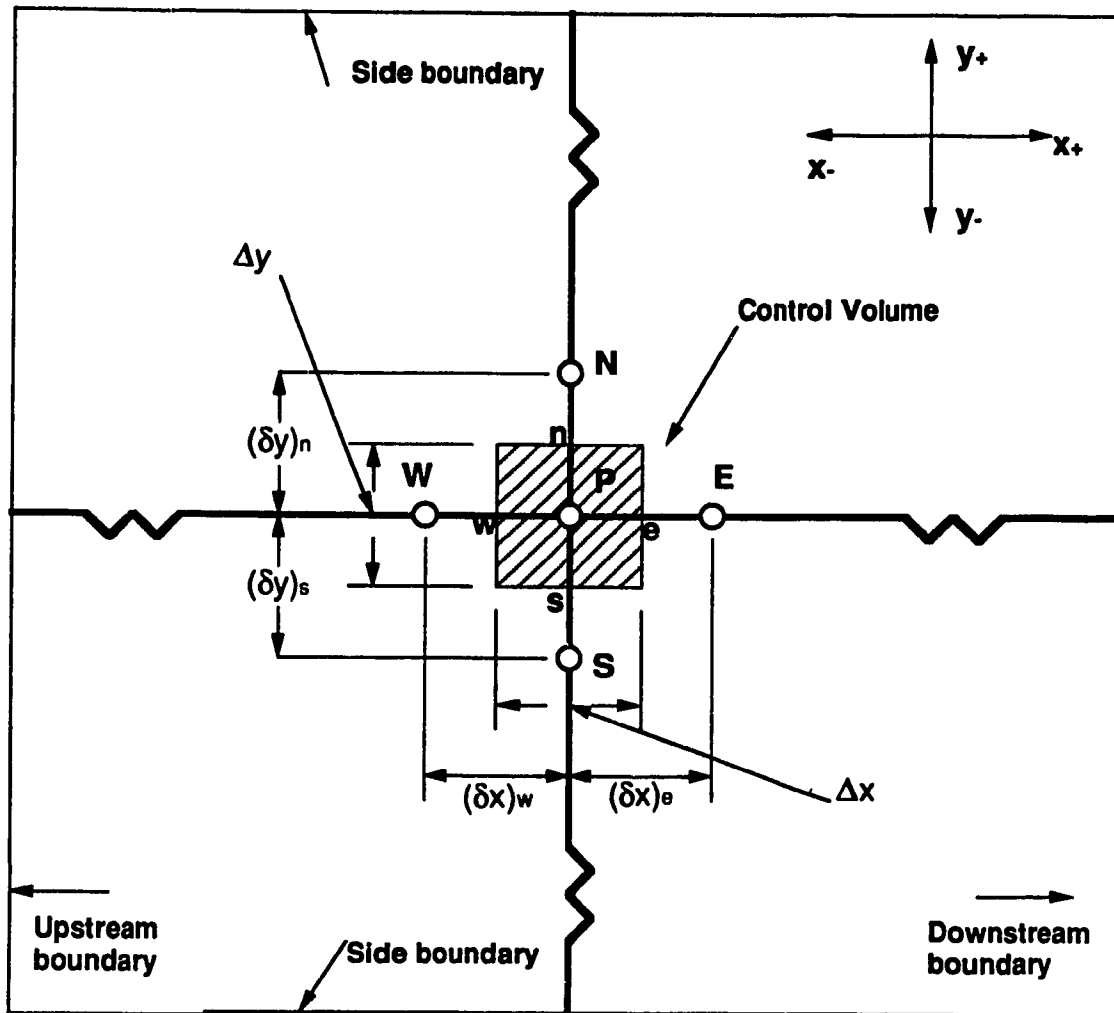 Side boundary
y+
x-
x+
y-
Δy
Control Volume
N
(δy)n
n
W
P
E
w
e
(δy)s
s
S
(δx)w
(δx)e
Δx
Upstream
boundary
Side boundary
Downstream
boundary